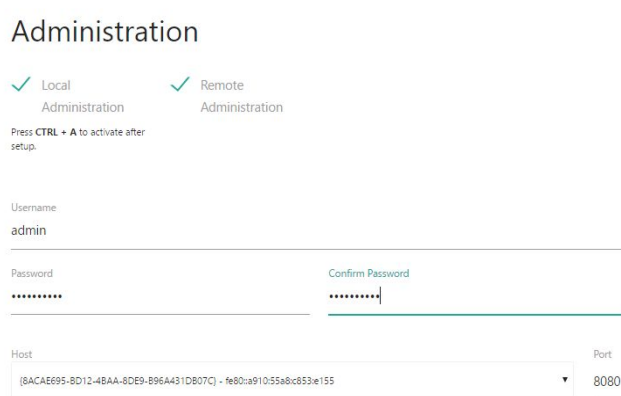 Administration
Local
Administration
Remote
Administration
Press CTRL + A to activate after
setup.
Username
admin
Password
••••••••••
Confirm Password
••••••••••
Host
{8ACAE695-BD12-4BAA-8DE9-B96A431DB07C} - fe80::a910:55a8:c853:e155
Port
8080